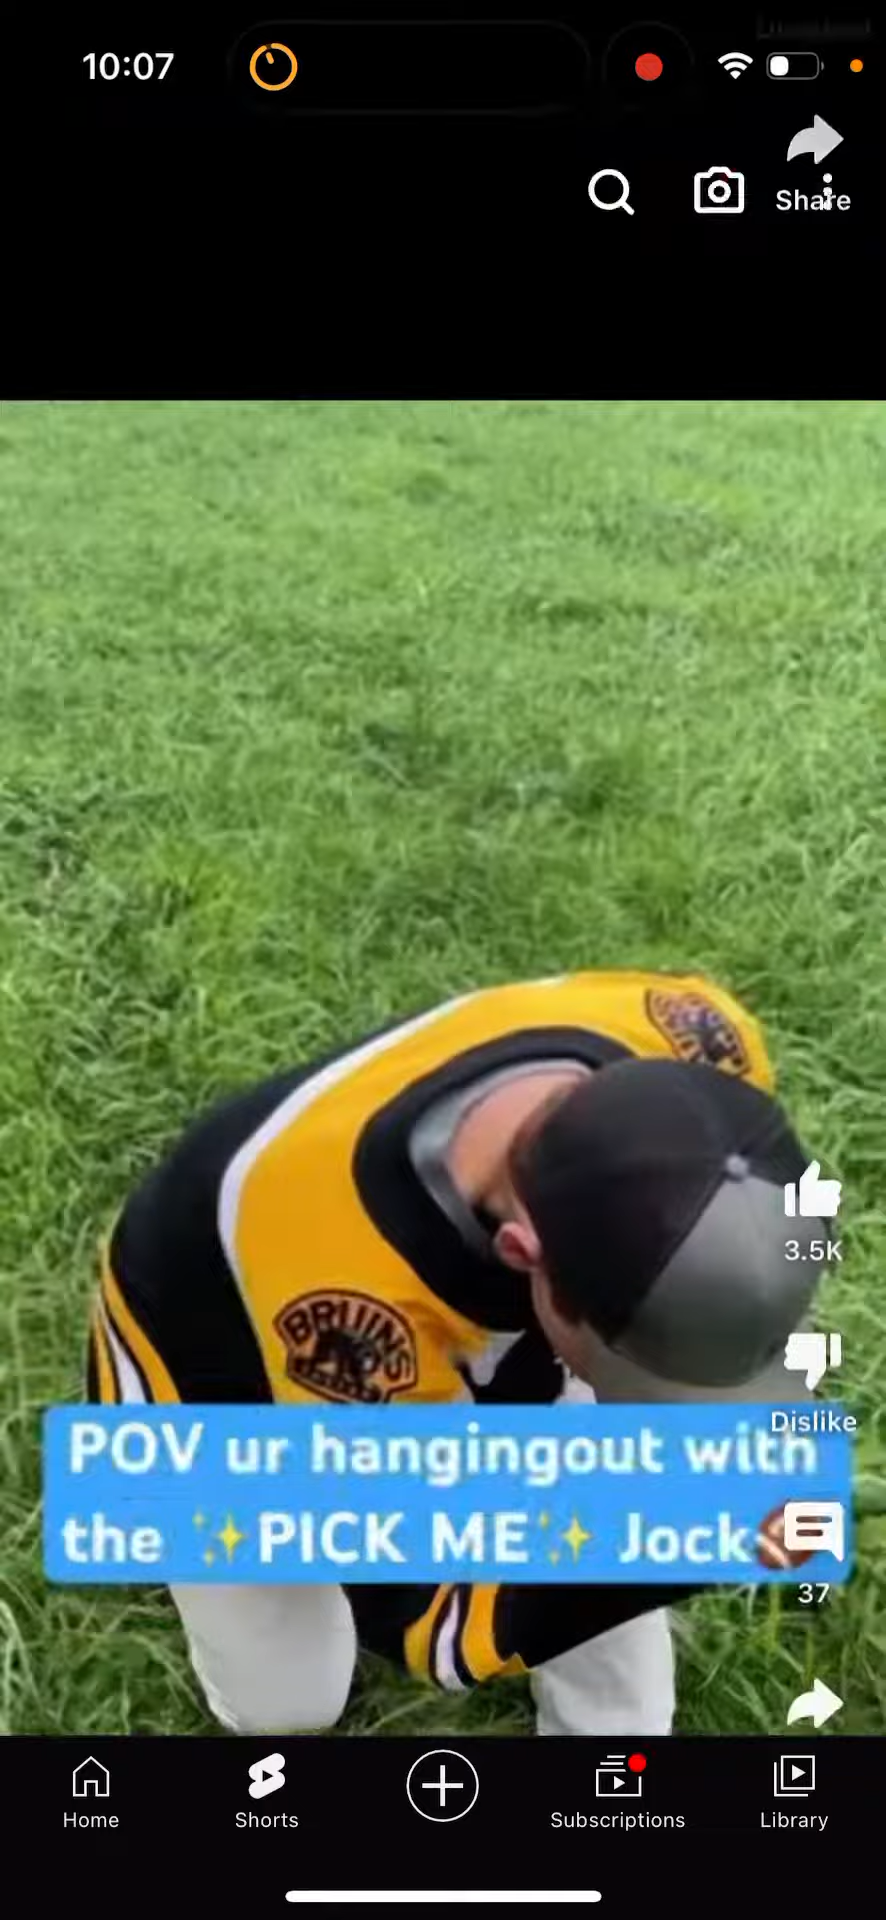 10:07
Share
BRUINS
3.5K
Dislike
POV ur hangingout with
the ✨PICK ME✨ Jock🏈
37
Home
Shorts
Subscriptions
Library